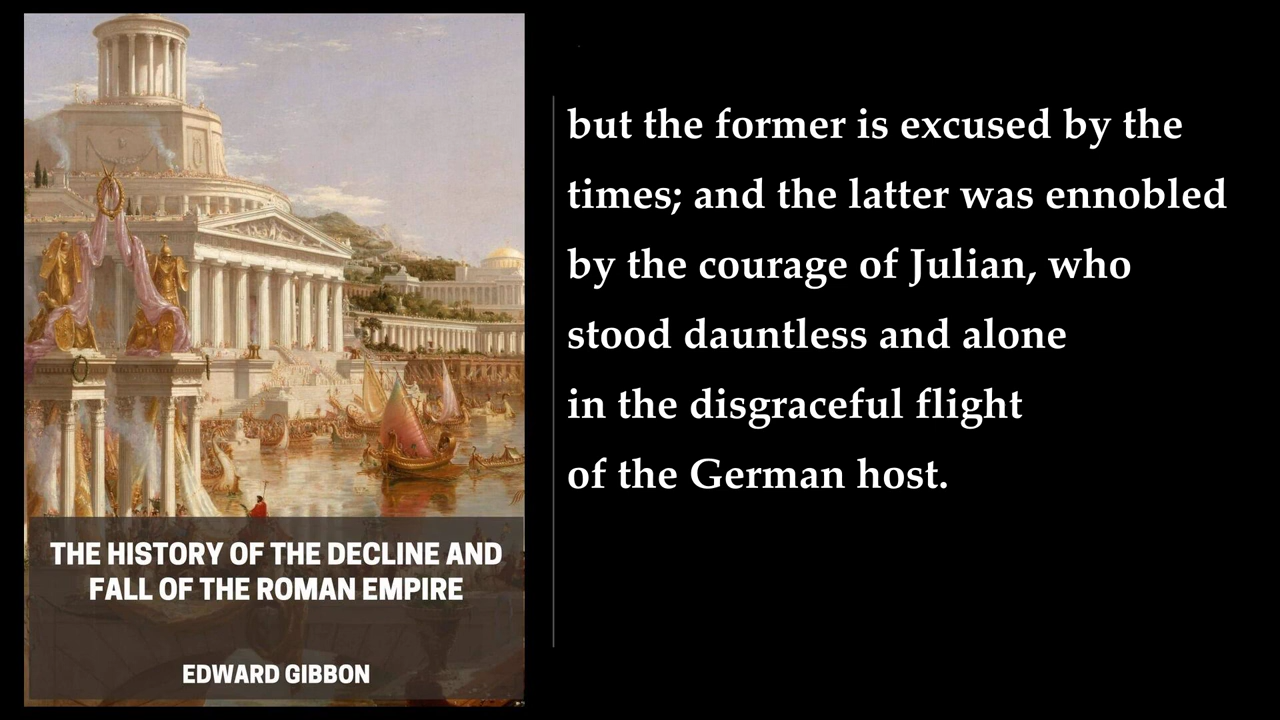 THE HISTORY OF THE DECLINE AND
FALL OF THE ROMAN EMPIRE
EDWARD GIBBON
but the former is excused by the
times; and the latter was ennobled
by the courage of Julian, who
stood dauntless and alone
in the disgraceful flight
of the German host.